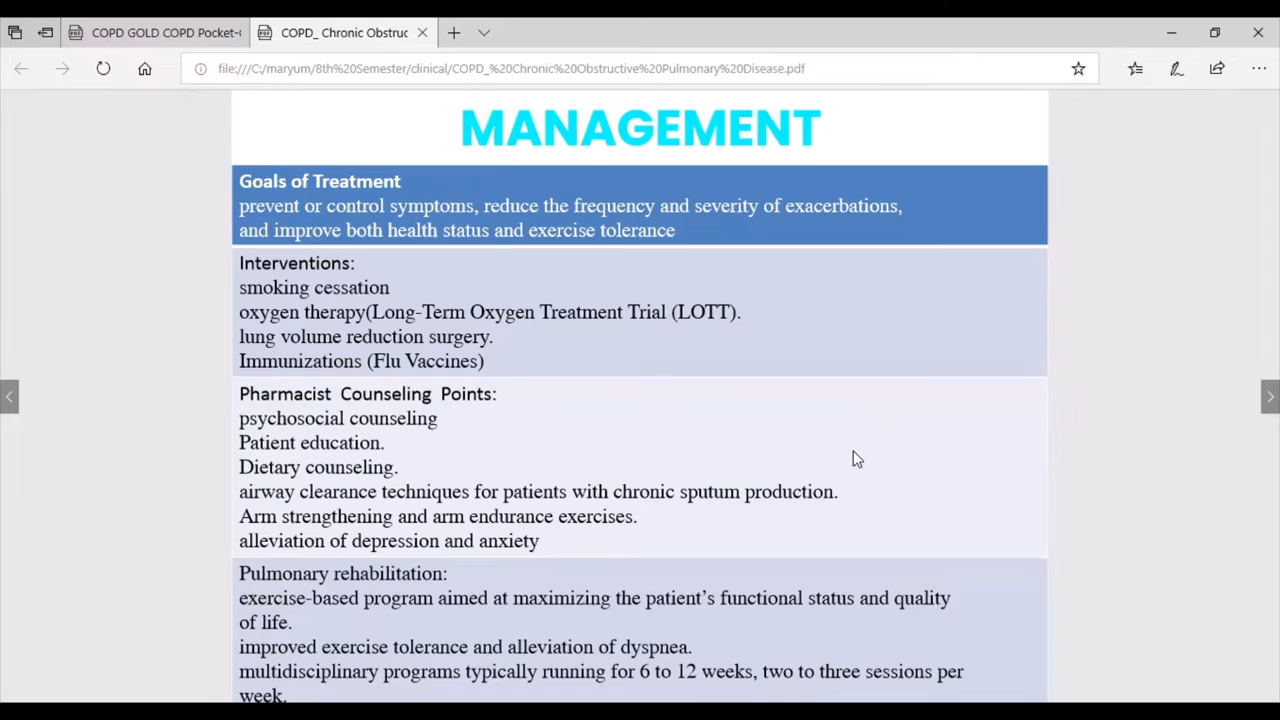 COPD GOLD COPD Pocket-
COPD_ Chronic Obstruc
file:///C:/maryum/8th%20Semester/clinical/COPD_%20Chronic%20Obstructive%20Pulmonary%20Disease.pdf
MANAGEMENT
Goals of Treatment
prevent or control symptoms, reduce the frequency and severity of exacerbations,
and improve both health status and exercise tolerance
Interventions:
smoking cessation
oxygen therapy(Long-Term Oxygen Treatment Trial (LOTT).
lung volume reduction surgery.
Immunizations (Flu Vaccines)
Pharmacist Counseling Points:
psychosocial counseling
Patient education.
Dietary counseling.
airway clearance techniques for patients with chronic sputum production.
Arm strengthening and arm endurance exercises.
alleviation of depression and anxiety
Pulmonary rehabilitation:
exercise-based program aimed at maximizing the patient’s functional status and quality
of life.
improved exercise tolerance and alleviation of dyspnea.
multidisciplinary programs typically running for 6 to 12 weeks, two to three sessions per
week.